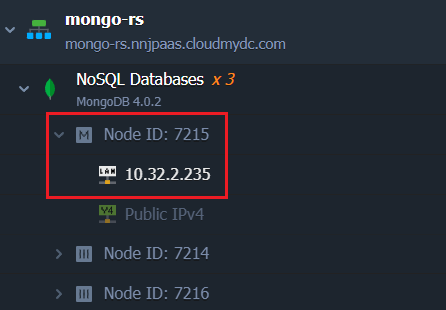 mongo-rs
mongo-rs.nnjpaas.cloudmydc.com
NoSQL Databases x 3
MongoDB 4.0.2
M Node ID: 7215
LAN 10.32.2.235
V4 Public IPv4
Node ID: 7214
Node ID: 7216